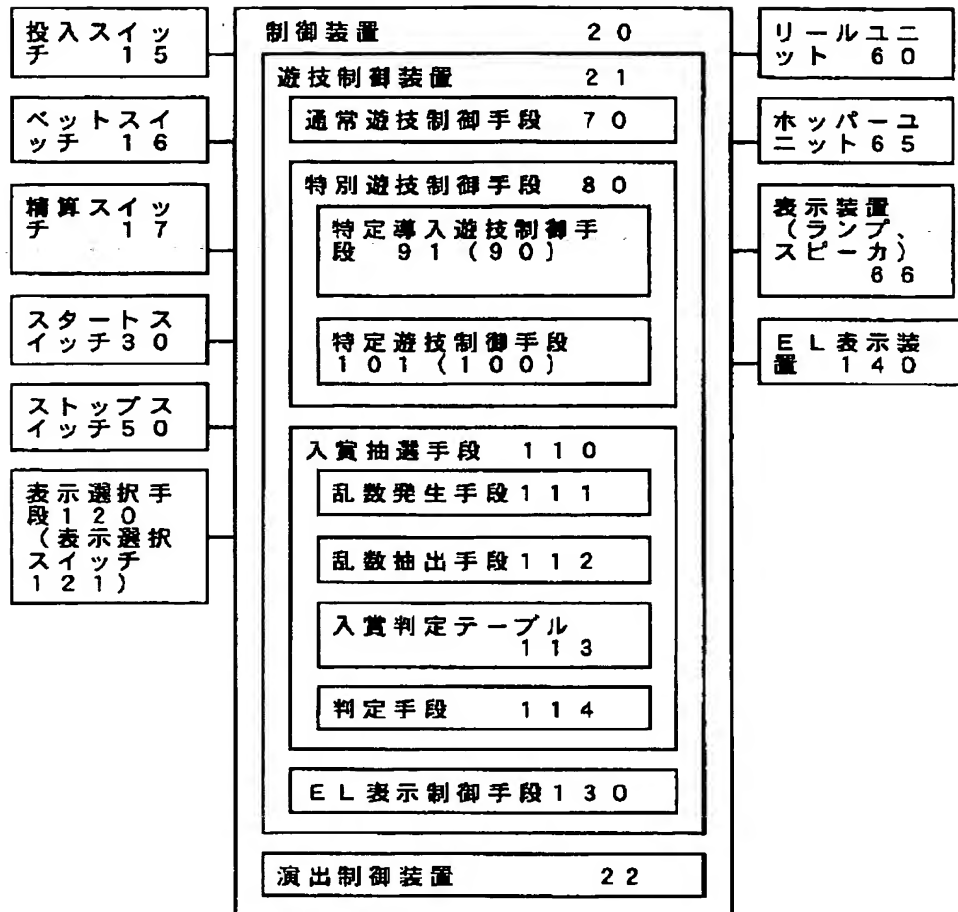 投入スイッ
チ 15
ベットスイ
ッチ 16
精算スイッ
チ 17
スタートス
イッチ30
ストップス
イッチ50
表示選択手
段120
(表示選択
スイッチ
121)
制御装置 20
遊技制御装置 21
通常遊技制御手段 70
特別遊技制御手段 80
特定導入遊技制御手
段 91(90)
特定遊技制御手段
101(100)
入賞抽選手段 110
乱数発生手段111
乱数抽出手段112
入賞判定テーブル
113
判定手段 114
EL表示制御手段130
演出制御装置 22
リールユニ
ット 60
ホッパーユ
ニット65
表示装置
(ランプ、
スピーカ)
66
EL表示装
置 140